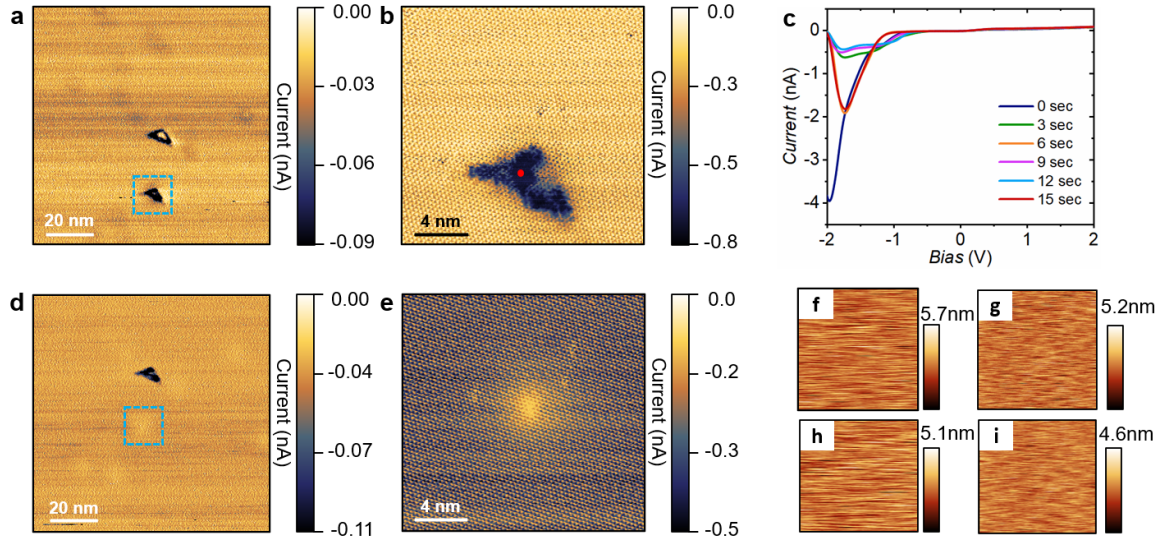 a
20 nm
0.00
-0.03
-0.06
-0.09
Current (nA)
b
4 nm
0.0
-0.3
-0.5
-0.8
Current (nA)
c
Current (nA)
0
-1
-2
-3
-4
0 sec
3 sec
6 sec
9 sec
12 sec
15 sec
-2
-1
0
1
2
Bias (V)
d
20 nm
0.00
-0.04
-0.07
-0.11
Current (nA)
e
4 nm
0.0
-0.2
-0.3
-0.5
Current (nA)
f
5.7nm
g
5.2nm
h
5.1nm
i
4.6nm